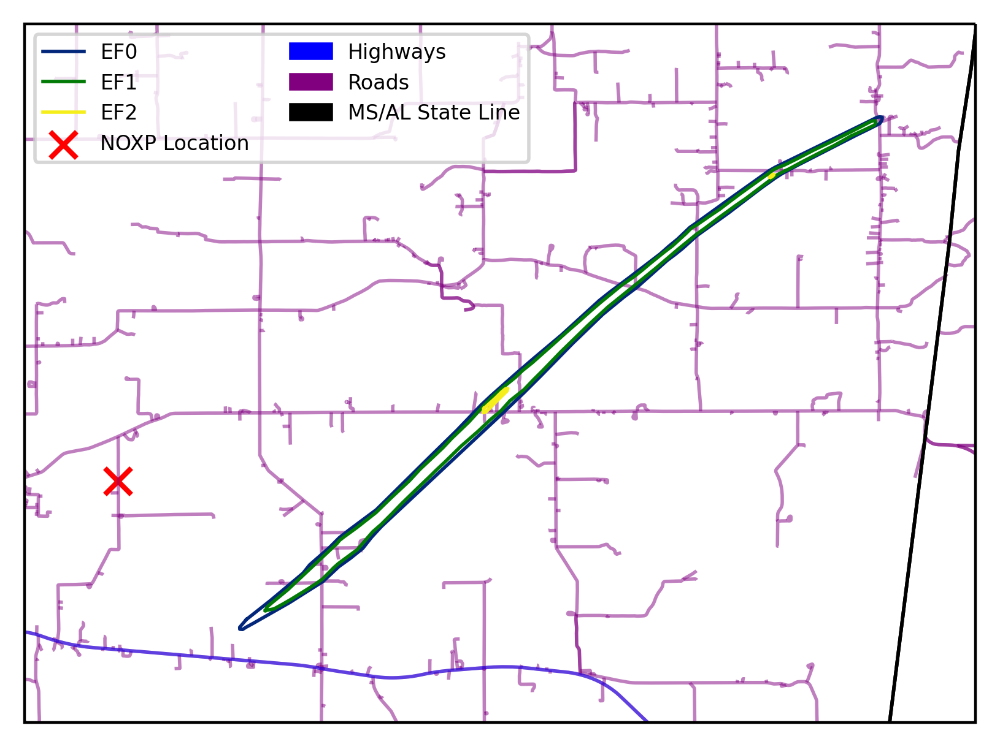 EF0
EF1
EF2
NOXP Location
Highways
Roads
MS/AL State Line